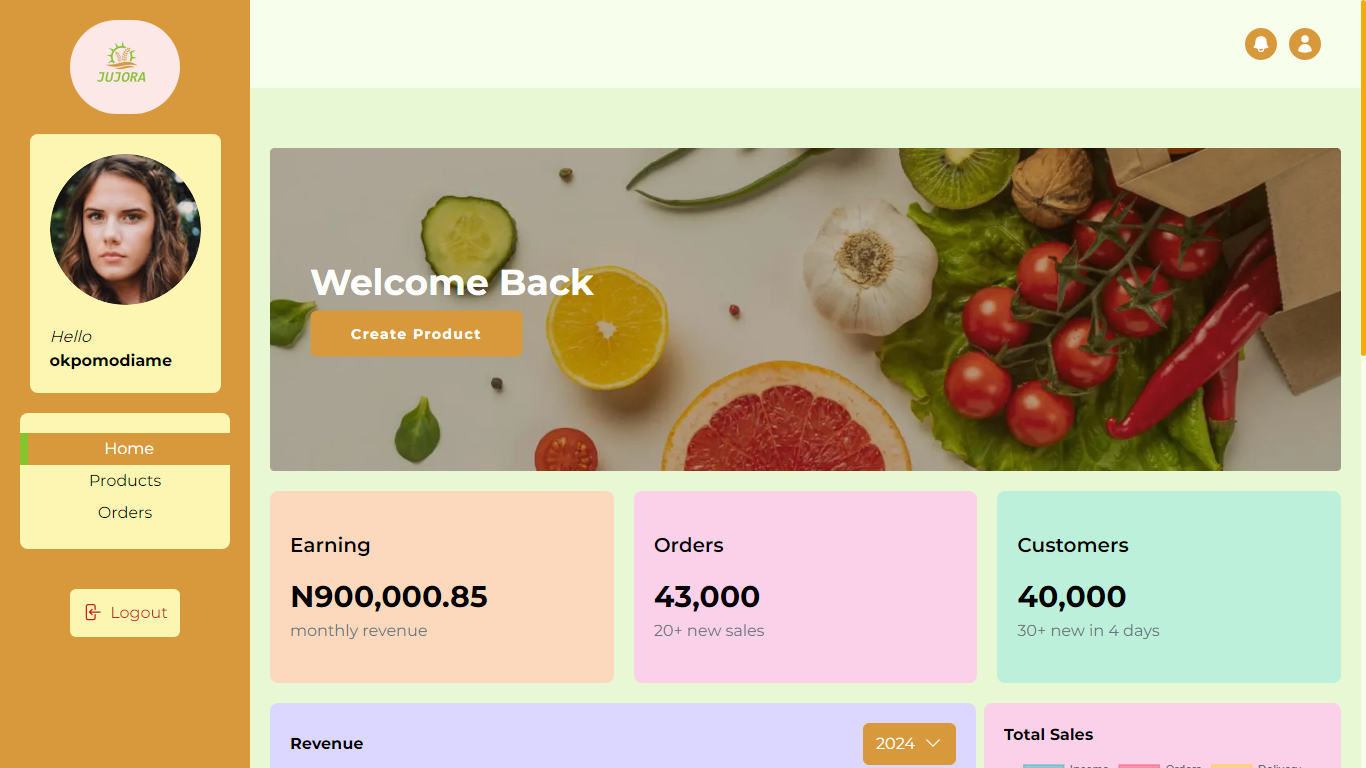 JUJORA
Hello
okpomodiame
Home
Products
Orders
Logout
Welcome Back
Create Product
Earning
N900,000.85
monthly revenue
Orders
43,000
20+ new sales
Customers
40,000
30+ new in 4 days
Revenue
2024
Total Sales
Income Orders Delivery